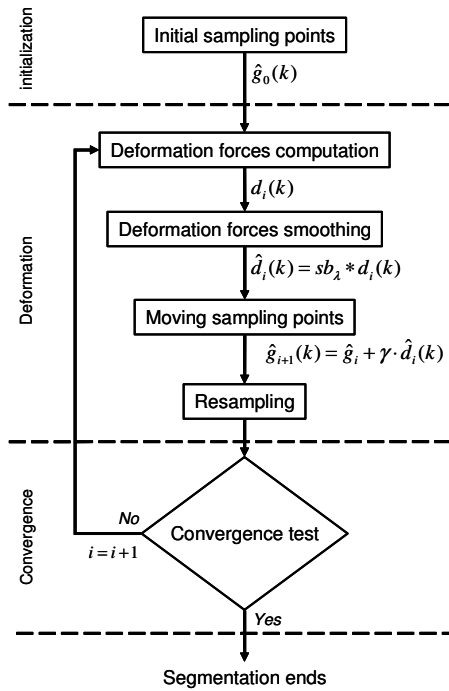 initialization
Initial sampling points
ĝ₀(k)
Deformation
Deformation forces computation
dᵢ(k)
Deformation forces smoothing
d̂ᵢ(k) = sb_λ * dᵢ(k)
Moving sampling points
ĝᵢ₊₁(k) = ĝᵢ + γ · d̂ᵢ(k)
Resampling
Convergence
Convergence test
No
i = i+1
Yes
Segmentation ends